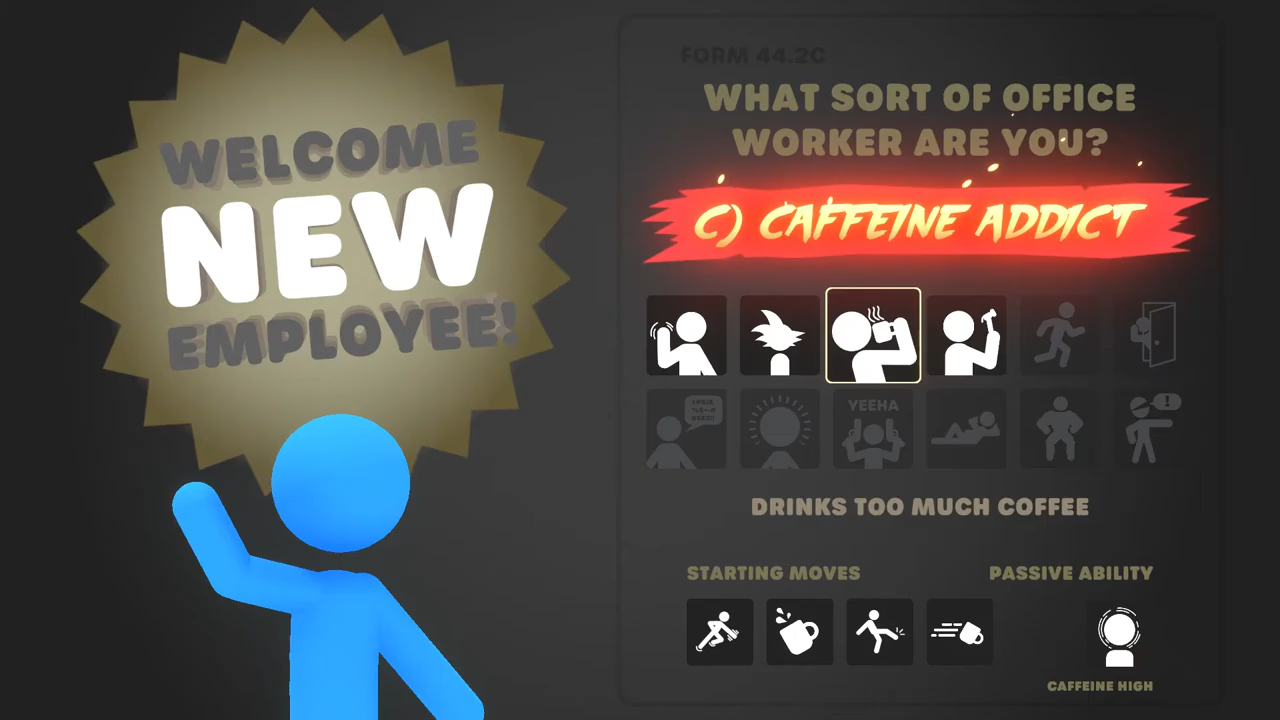 WELCOME
NEW
EMPLOYEE!
FORM 44.2C
WHAT SORT OF OFFICE
WORKER ARE YOU?
C) CAFFEINE ADDICT
YEEHA
!
DRINKS TOO MUCH COFFEE
STARTING MOVES
PASSIVE ABILITY
CAFFEINE HIGH